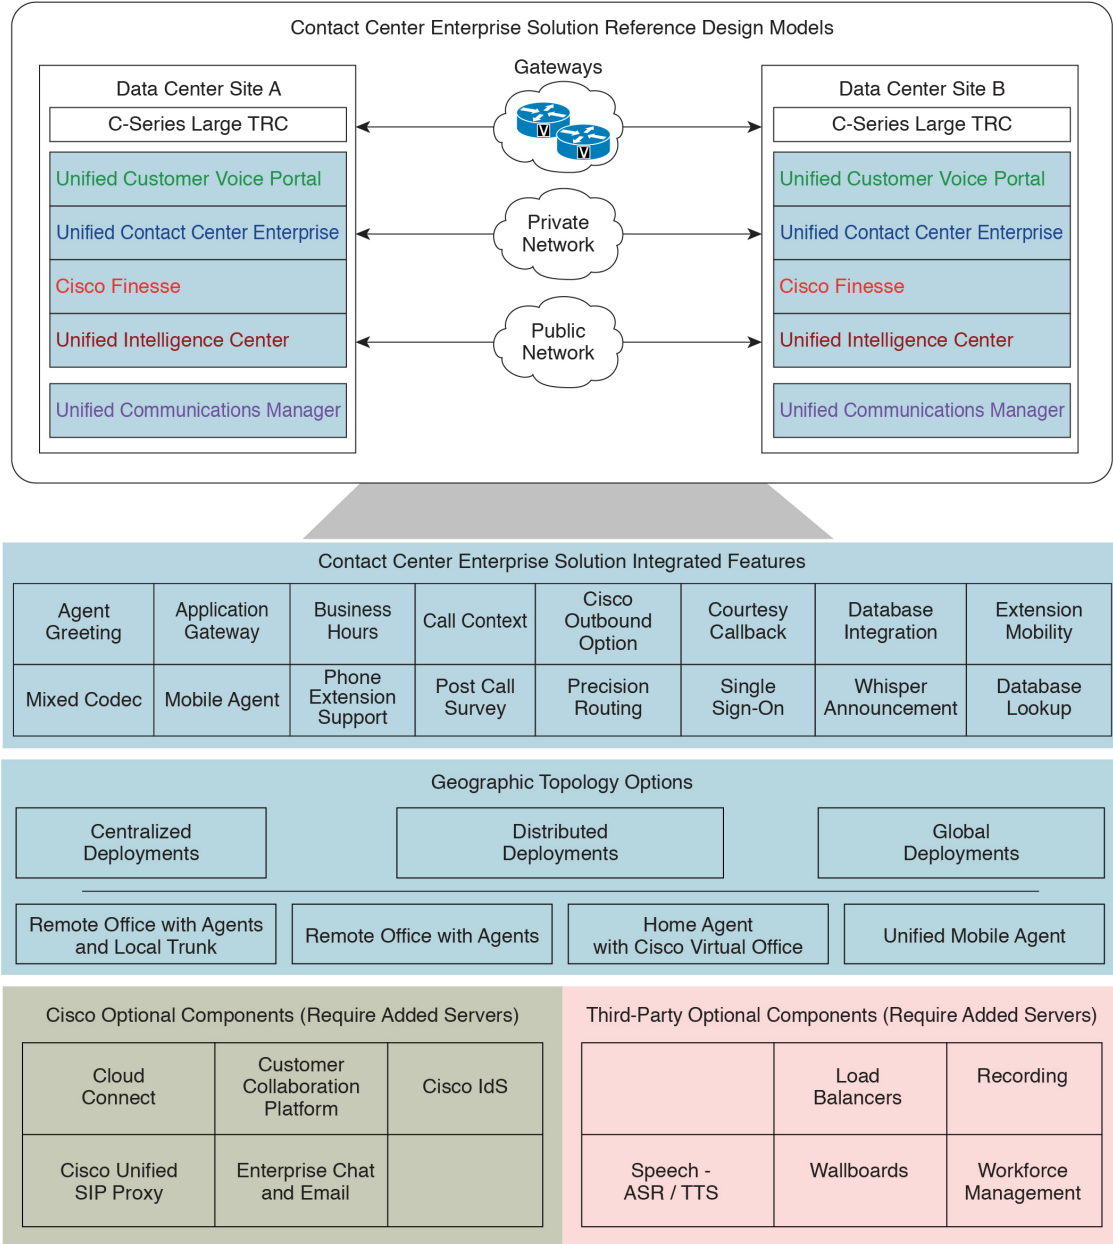 Contact Center Enterprise Solution Reference Design Models
Gateways
Data Center Site A
C-Series Large TRC
Unified Customer Voice Portal
Unified Contact Center Enterprise
Cisco Finesse
Unified Intelligence Center
Unified Communications Manager
V
V
Private
Network
Public
Network
Data Center Site B
C-Series Large TRC
Unified Customer Voice Portal
Unified Contact Center Enterprise
Cisco Finesse
Unified Intelligence Center
Unified Communications Manager
Contact Center Enterprise Solution Integrated Features
Agent
Greeting
Application
Gateway
Business
Hours
Call Context
Cisco
Outbound
Option
Courtesy
Callback
Database
Integration
Extension
Mobility
Mixed Codec
Mobile Agent
Phone
Extension
Support
Post Call
Survey
Precision
Routing
Single
Sign-On
Whisper
Announcement
Database
Lookup
Geographic Topology Options
Centralized
Deployments
Distributed
Deployments
Global
Deployments
Remote Office with Agents
and Local Trunk
Remote Office with Agents
Home Agent
with Cisco Virtual Office
Unified Mobile Agent
Cisco Optional Components (Require Added Servers)
Cloud
Connect
Customer
Collaboration
Platform
Cisco IdS
Cisco Unified
SIP Proxy
Enterprise Chat
and Email
Third-Party Optional Components (Require Added Servers)
Load
Balancers
Recording
Speech -
ASR / TTS
Wallboards
Workforce
Management